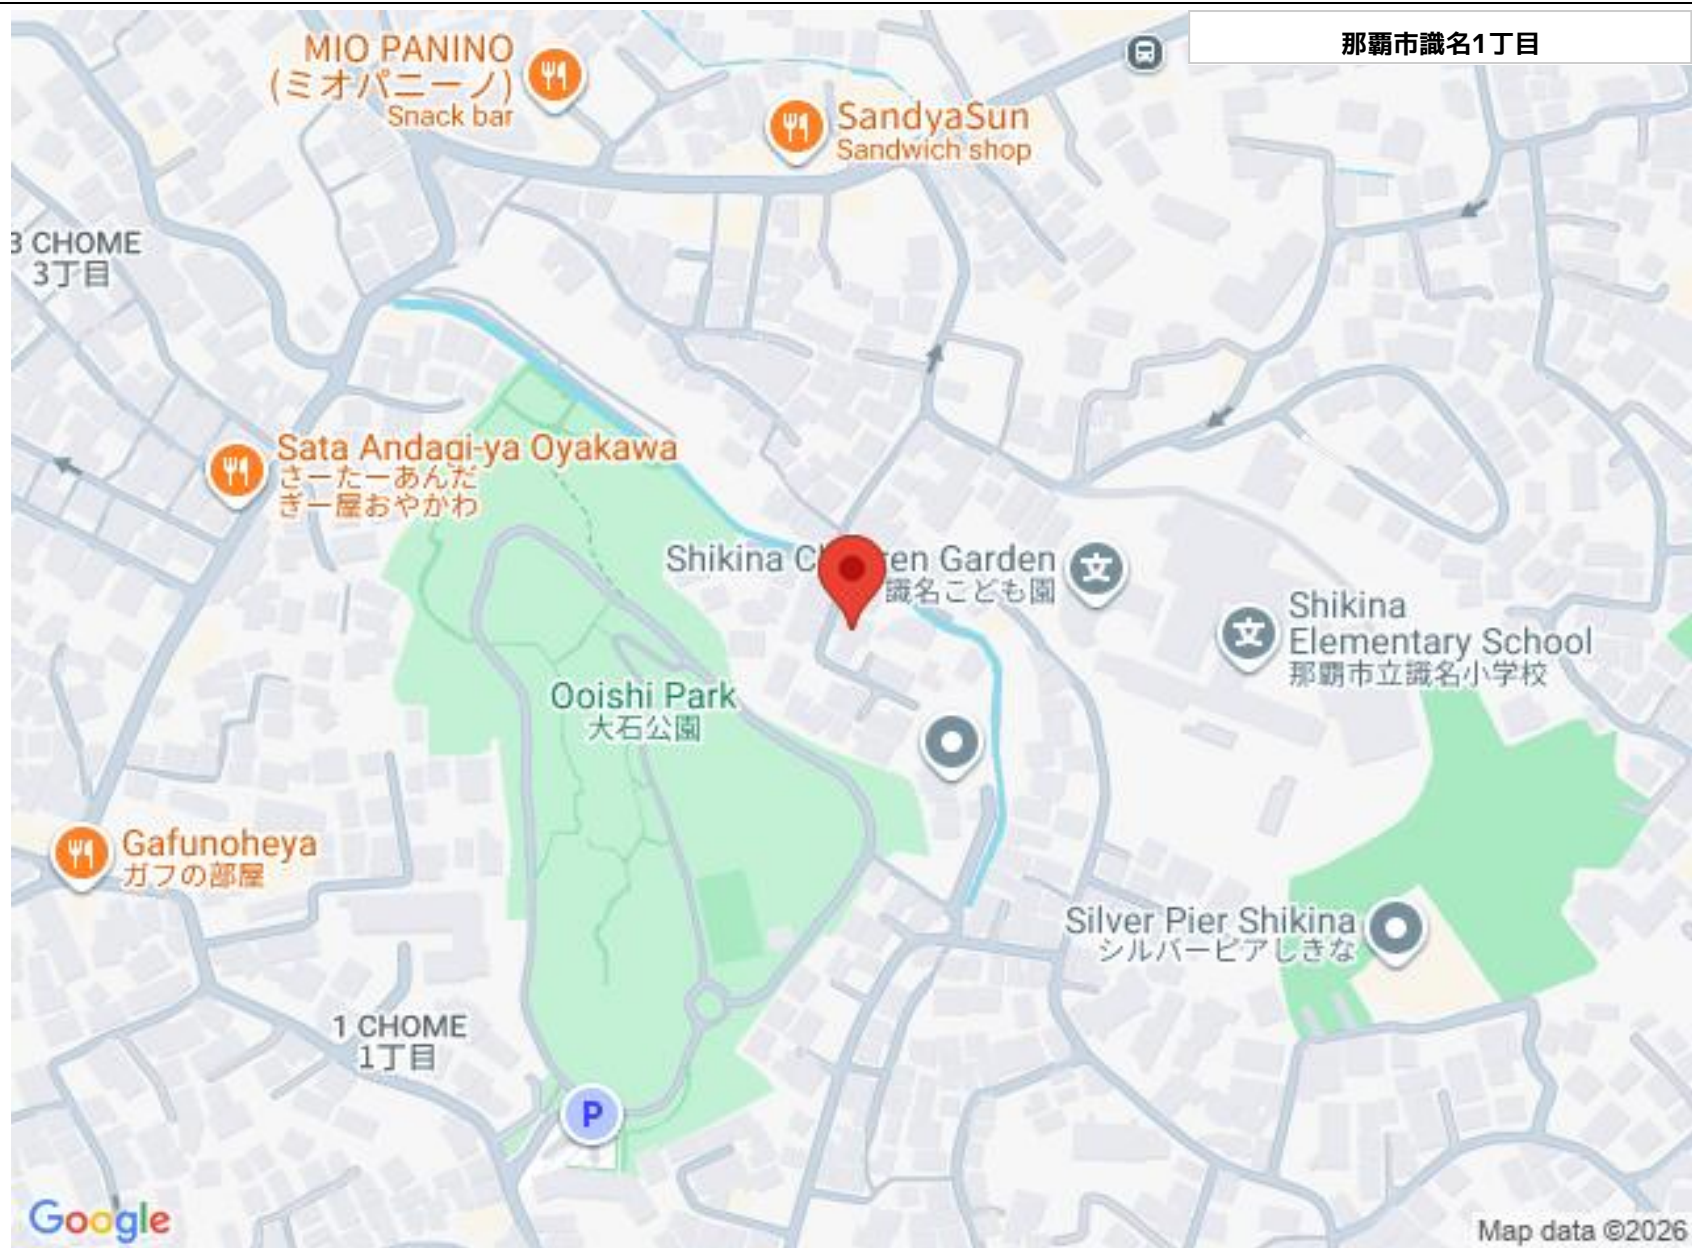 那覇市識名1丁目
MIO PANINO
(ミオパニーノ)
Snack bar
SandyaSun
Sandwich shop
3 CHOME
3丁目
Sata Andagi-ya Oyakawa
さーたーあんだ
ぎー屋おやかわ
Shikina C ren Garden
識名こども園
Shikina
Elementary School
那覇市立識名小学校
Ooishi Park
大石公園
Gafunoheya
ガフの部屋
Silver Pier Shikina
シルバーピアしきな
1 CHOME
1丁目
P
Google
Map data ©2026